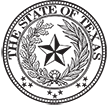 THE STATE OF TEXAS